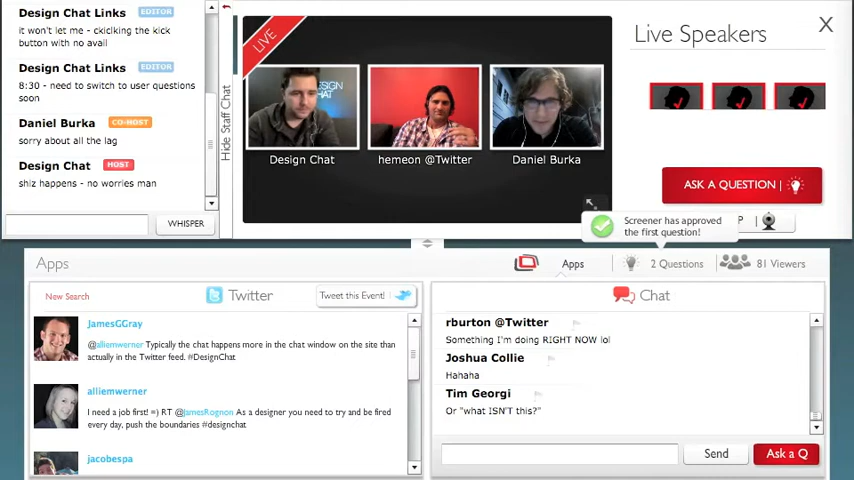 Design Chat Links EDITOR
it won't let me - ckiclking the kick
button with no avail
Design Chat Links EDITOR
8:30 - need to switch to user questions
soon
Daniel Burka CO-HOST
sorry about all the lag
Design Chat HOST
shiz happens - no worries man
WHISPER
Hide Staff Chat
LIVE
DESIGN
CHAT
Design Chat
hemeon @Twitter
Daniel Burka
Live Speakers
X
ASK A QUESTION |
P
Screener has approved
the first question!
Apps
Apps
2 Questions
81 Viewers
New Search
Twitter
Tweet this Event!
JamesGGray
@alliemwerner Typically the chat happens more in the chat window on the site than
actually in the Twitter feed. #DesignChat
alliemwerner
I need a job first! =) RT @JamesRognon As a designer you need to try and be fired
every day, push the boundaries #designchat
jacobespa
Chat
rburton @Twitter
Something I'm doing RIGHT NOW lol
Joshua Collie
Hahaha
Tim Georgi
Or "what ISN'T this?"
Send
Ask a Q